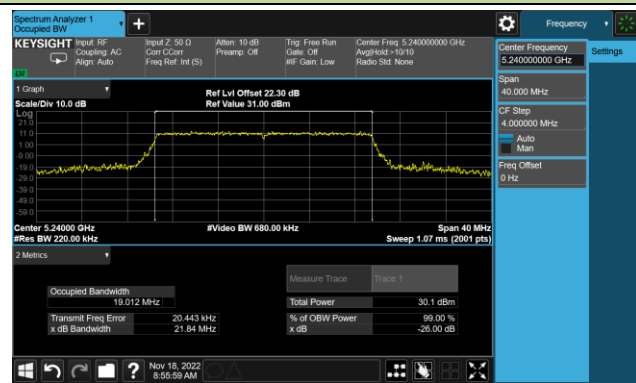 Spectrum Analyzer 1
Occupied BW
+
Frequency
KEYSIGHT
Input: RF
Coupling: AC
Align: Auto
Input Z: 50 Ω
Corr CCorr
Freq Ref: Int (S)
Atten: 10 dB
Preamp: Off
Trig: Free Run
Gate: Off
#IF Gain: Low
Center Freq: 5.240000000 GHz
Avg|Hold:>10/10
Radio Std: None
Center Frequency
5.240000000 GHz
Settings
Span
40.000 MHz
CF Step
4.000000 MHz
Auto
Man
Freq Offset
0 Hz
1 Graph
Scale/Div 10.0 dB
Ref Lvl Offset 22.30 dB
Ref Value 31.00 dBm
Log
21.0
11.0
1.00
-9.00
-19.0
-29.0
-39.0
-49.0
-59.0
Center 5.24000 GHz
#Res BW 220.00 kHz
#Video BW 680.00 kHz
Span 40 MHz
Sweep 1.07 ms (2001 pts)
2 Metrics
Measure Trace
Trace 1
Occupied Bandwidth
19.012 MHz
Total Power
30.1 dBm
Transmit Freq Error
20.443 kHz
% of OBW Power
99.00 %
x dB Bandwidth
21.84 MHz
x dB
-26.00 dB
?
Nov 18, 2022
8:55:59 AM